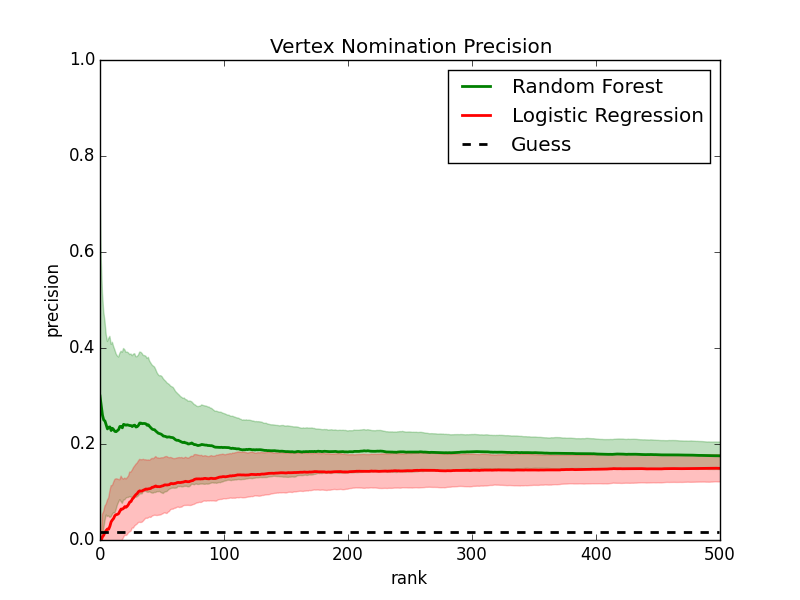 Vertex Nomination Precision
1.0
0.8
0.6
0.4
0.2
0.0
precision
Random Forest
Logistic Regression
Guess
0 100 200 300 400 500
rank